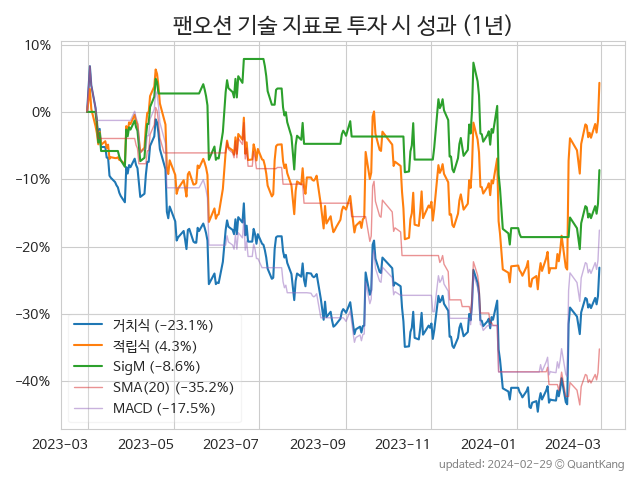 팬오션 기술 지표로 투자 시 성과 (1년)
10%
0%
−10%
−20%
−30%
−40%
거치식 (−23.1%)
적립식 (4.3%)
SigM (−8.6%)
SMA(20) (−35.2%)
MACD (−17.5%)
2023-03
2023-05
2023-07
2023-09
2023-11
2024-01
2024-03
updated: 2024-02-29 © QuantKang